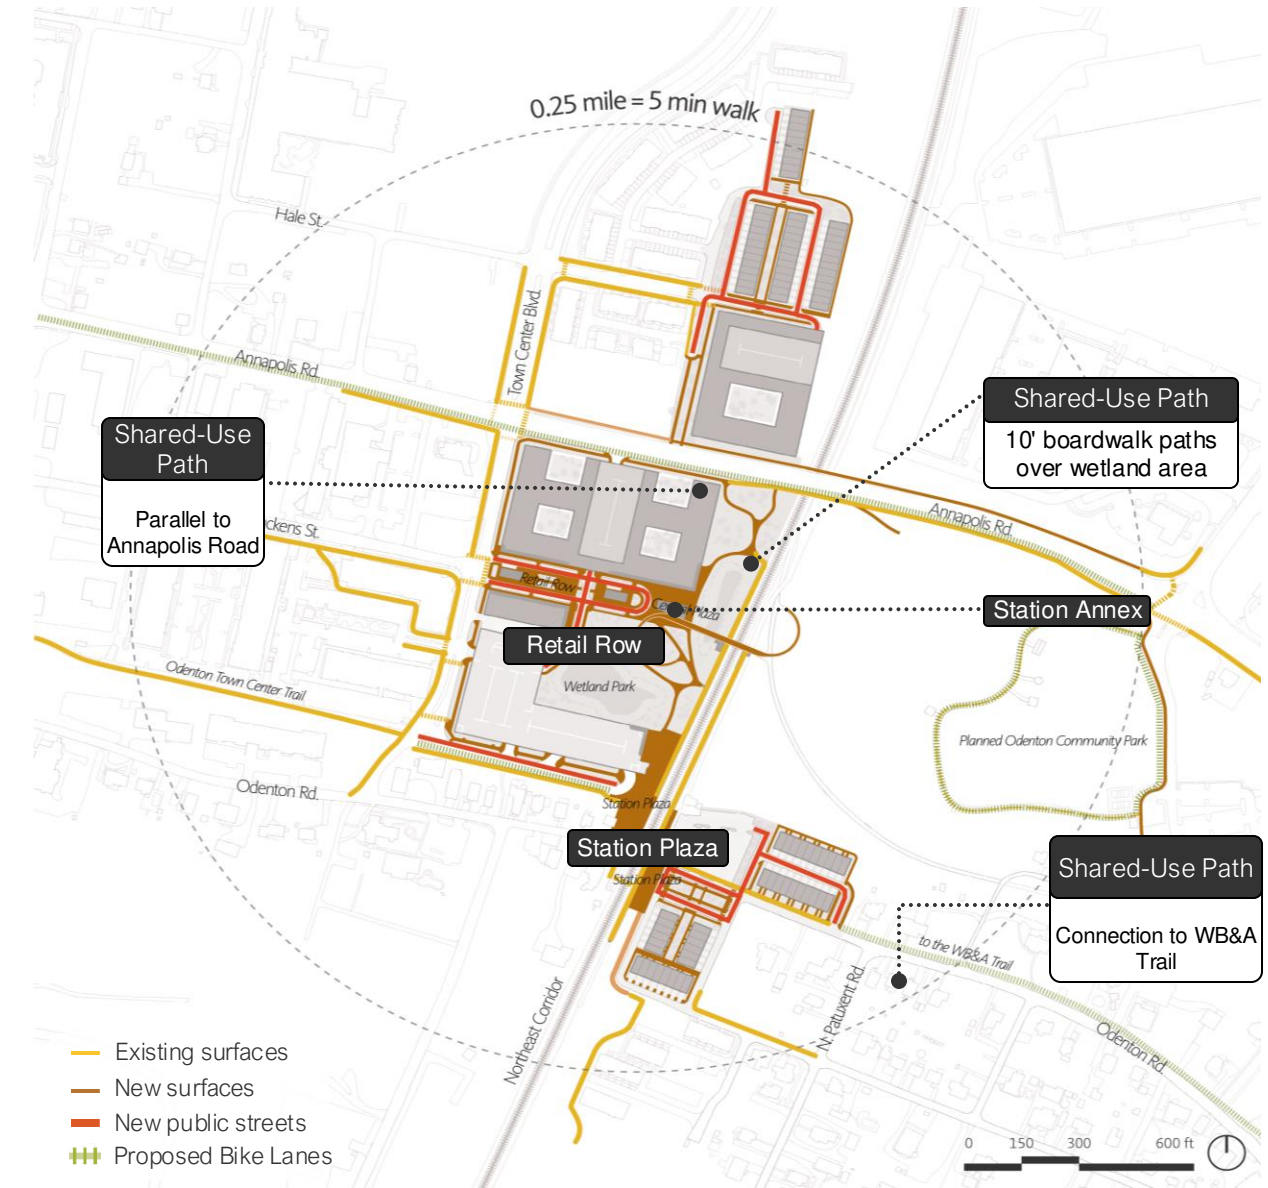 0.25 mile = 5 min walk
Hale St.
Town Center Blvd.
Annapolis Rd.
Shared-Use Path
10' boardwalk paths
over wetland area
Shared-Use
Path
Parallel to
Annapolis Road
ckens St.
Annapolis Rd.
Retail Row
Plaza
Station Annex
Retail Row
Wetland Park
Odenton Town Center Trail
Planned Odenton Community Park
Odenton Rd.
Station Plaza
Station Plaza
Station Plaza
Shared-Use Path
Connection to WB&A
Trail
to the WB&A Trail
N. Patuxent Rd.
Northeast Corridor
Odenton Rd.
Existing surfaces
New surfaces
New public streets
Proposed Bike Lanes
0 150 300 600 ft